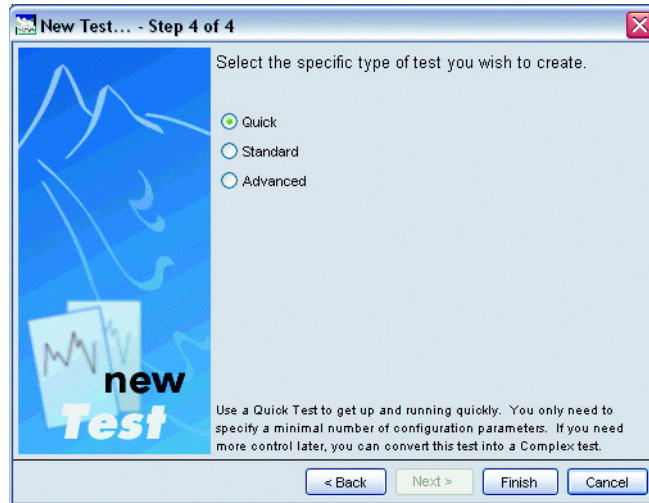 New Test... - Step 4 of 4
Select the specific type of test you wish to create.
Quick
Standard
Advanced
new
Test
Use a Quick Test to get up and running quickly. You only need to
specify a minimal number of configuration parameters. If you need
more control later, you can convert this test into a Complex test.
< Back
Next >
Finish
Cancel